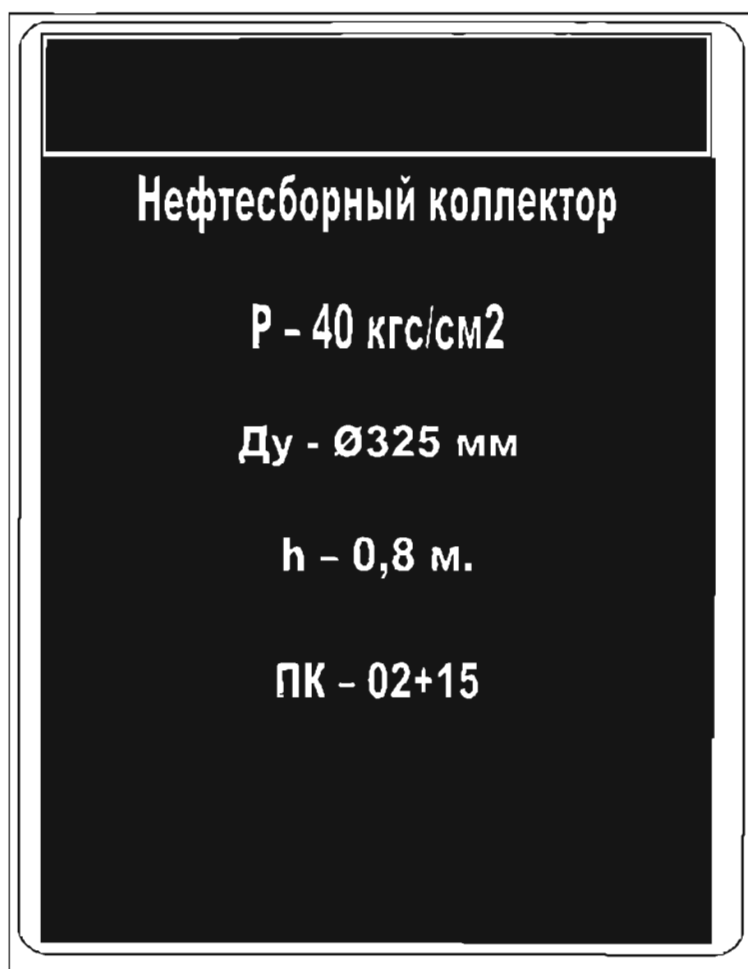 Нефтесборный коллектор
Р – 40 кгс/см2
Ду - Ø325 мм
h – 0,8 м.
ПК – 02+15